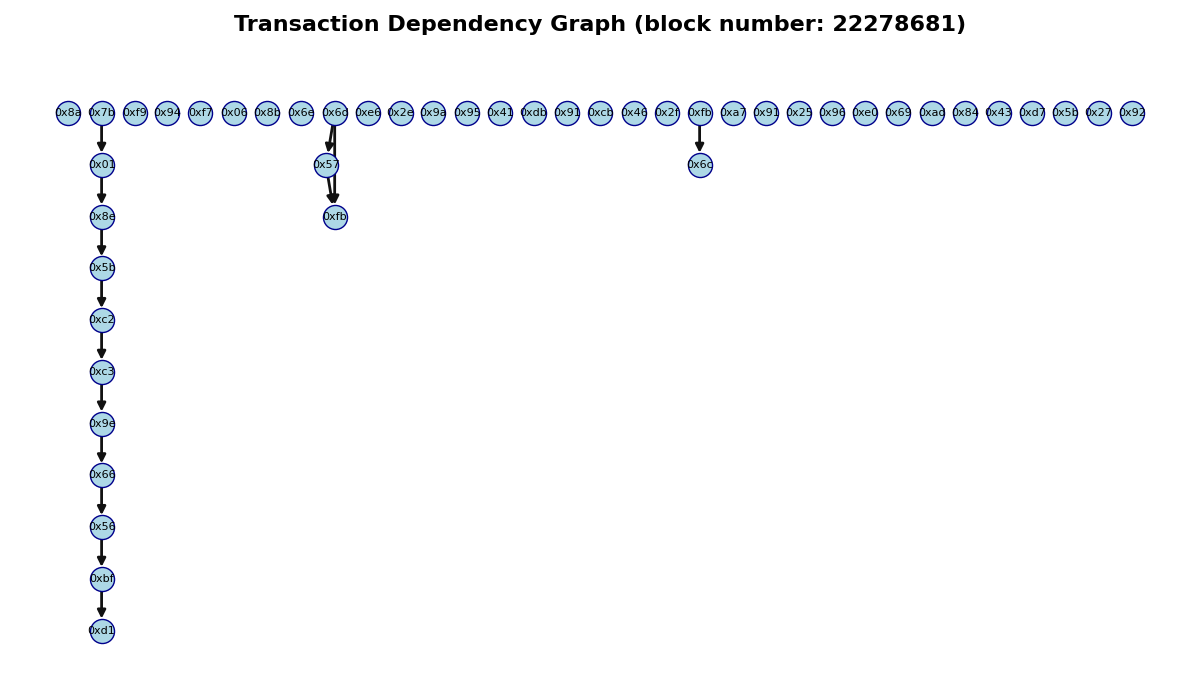 Transaction Dependency Graph (block number: 22278681)
0x8a 0x7b 0xf9 0x94 0xf7 0x06 0x8b 0x6e 0x6d 0xe6 0x2e 0x9a 0x95 0x41 0xdb 0x91 0xcb 0x46 0x2f 0xfb 0xa7 0x91 0x25 0x96 0xe0 0x69 0xad 0x84 0x43 0xd7 0x5b 0x27 0x92
0x01 0x57 0x6c
0x8e 0xfb
0x5b
0xc2
0xc3
0x9e
0x66
0x56
0xbf
0xd1